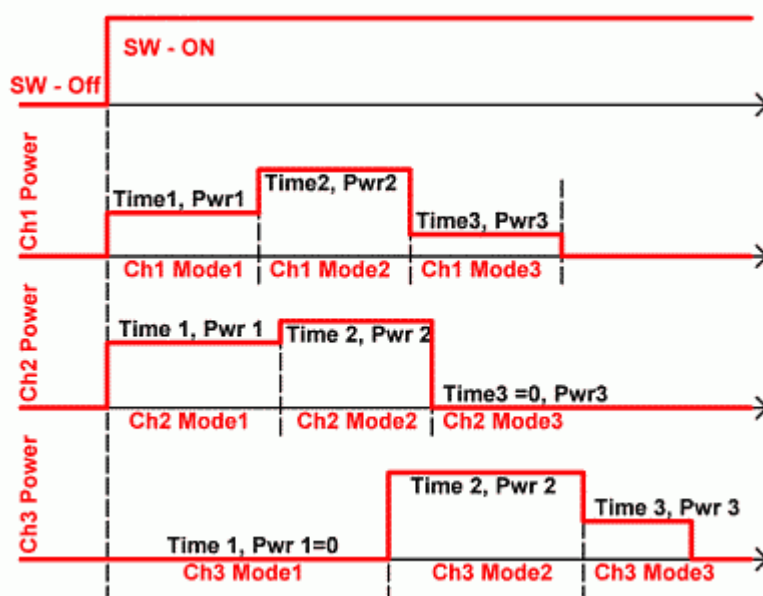 SW - ON
SW - Off
Ch1 Power
Time1, Pwr1
Time2, Pwr2
Time3, Pwr3
Ch1 Mode1
Ch1 Mode2
Ch1 Mode3
Ch2 Power
Time 1, Pwr 1
Time 2, Pwr 2
Time3 =0, Pwr3
Ch2 Mode1
Ch2 Mode2
Ch2 Mode3
Ch3 Power
Time 2, Pwr 2
Time 3, Pwr 3
Time 1, Pwr 1=0
Ch3 Mode1
Ch3 Mode2
Ch3 Mode3